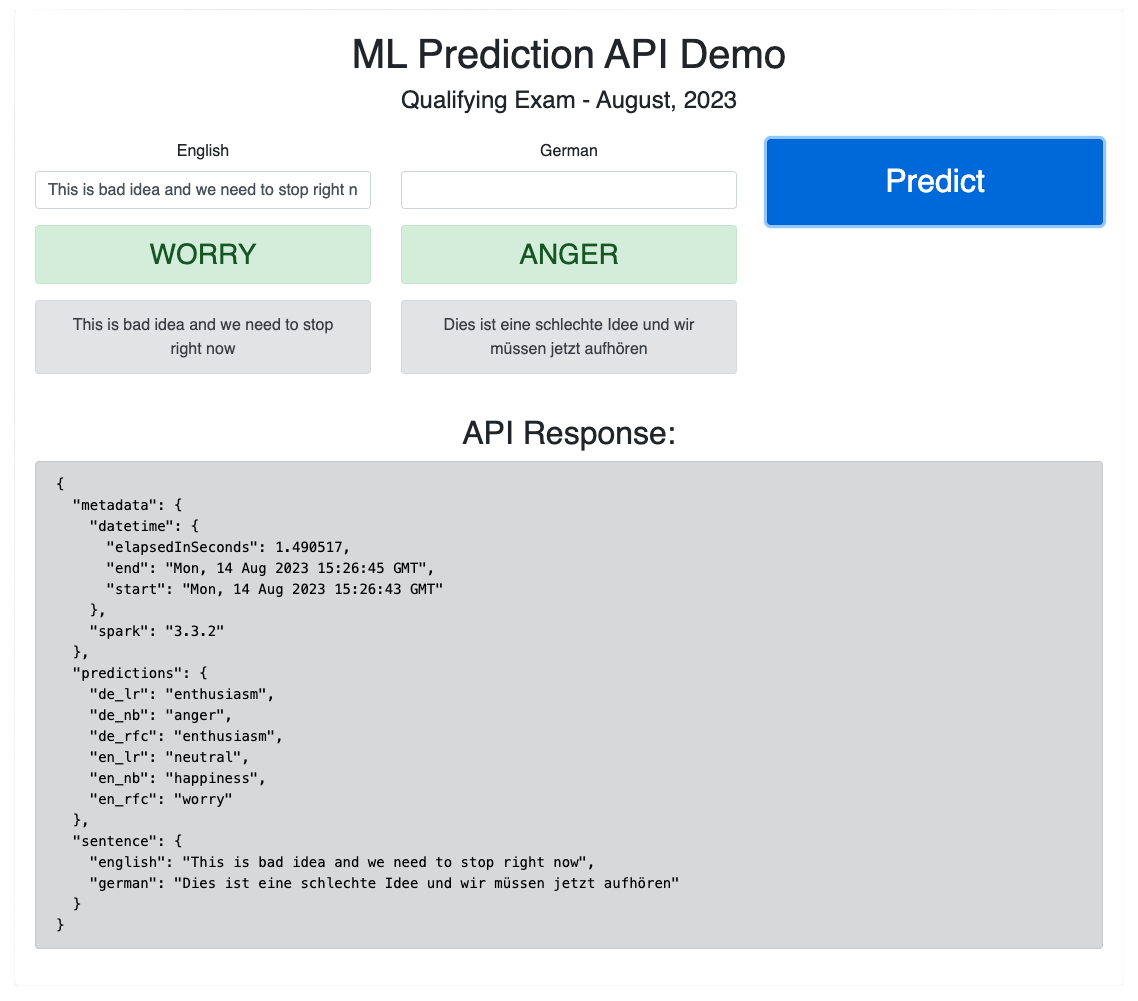 ML Prediction API Demo
Qualifying Exam - August, 2023
English
German
This is bad idea and we need to stop right n
Predict
WORRY
ANGER
This is bad idea and we need to stop
right now
Dies ist eine schlechte Idee und wir
müssen jetzt aufhören
API Response:
{
  "metadata": {
    "datetime": {
      "elapsedInSeconds": 1.490517,
      "end": "Mon, 14 Aug 2023 15:26:45 GMT",
      "start": "Mon, 14 Aug 2023 15:26:43 GMT"
    },
    "spark": "3.3.2"
  },
  "predictions": {
    "de_lr": "enthusiasm",
    "de_nb": "anger",
    "de_rfc": "enthusiasm",
    "en_lr": "neutral",
    "en_nb": "happiness",
    "en_rfc": "worry"
  },
  "sentence": {
    "english": "This is bad idea and we need to stop right now",
    "german": "Dies ist eine schlechte Idee und wir müssen jetzt aufhören"
  }
}